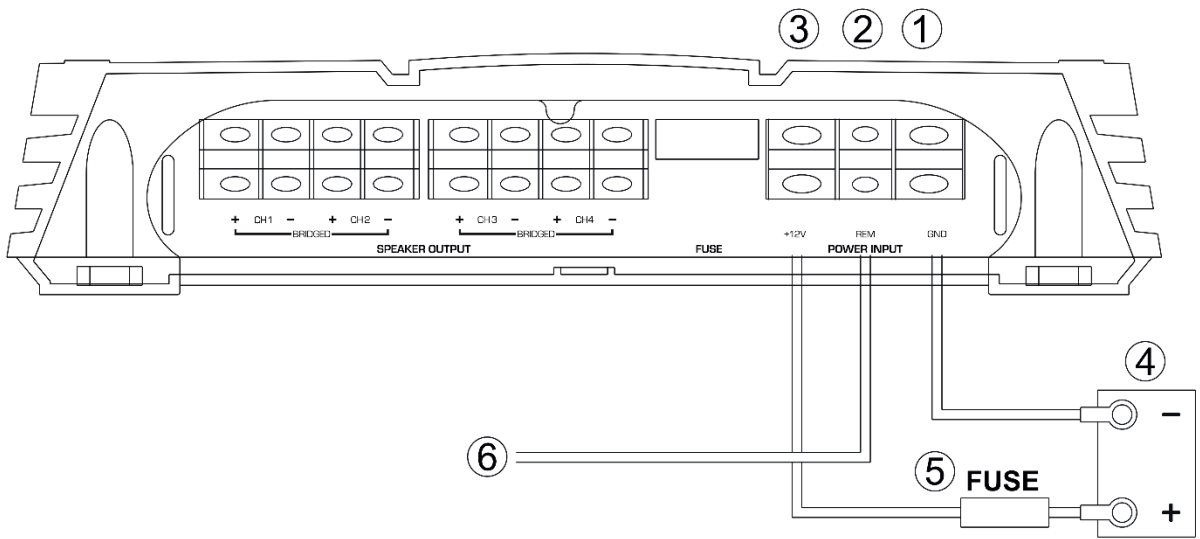 ③ ② ①
+ CH1 − + CH2 − + CH3 − + CH4 −
BRIDGED BRIDGED +12V REM GND
SPEAKER OUTPUT FUSE POWER INPUT
④
−
⑥
⑤ FUSE
+